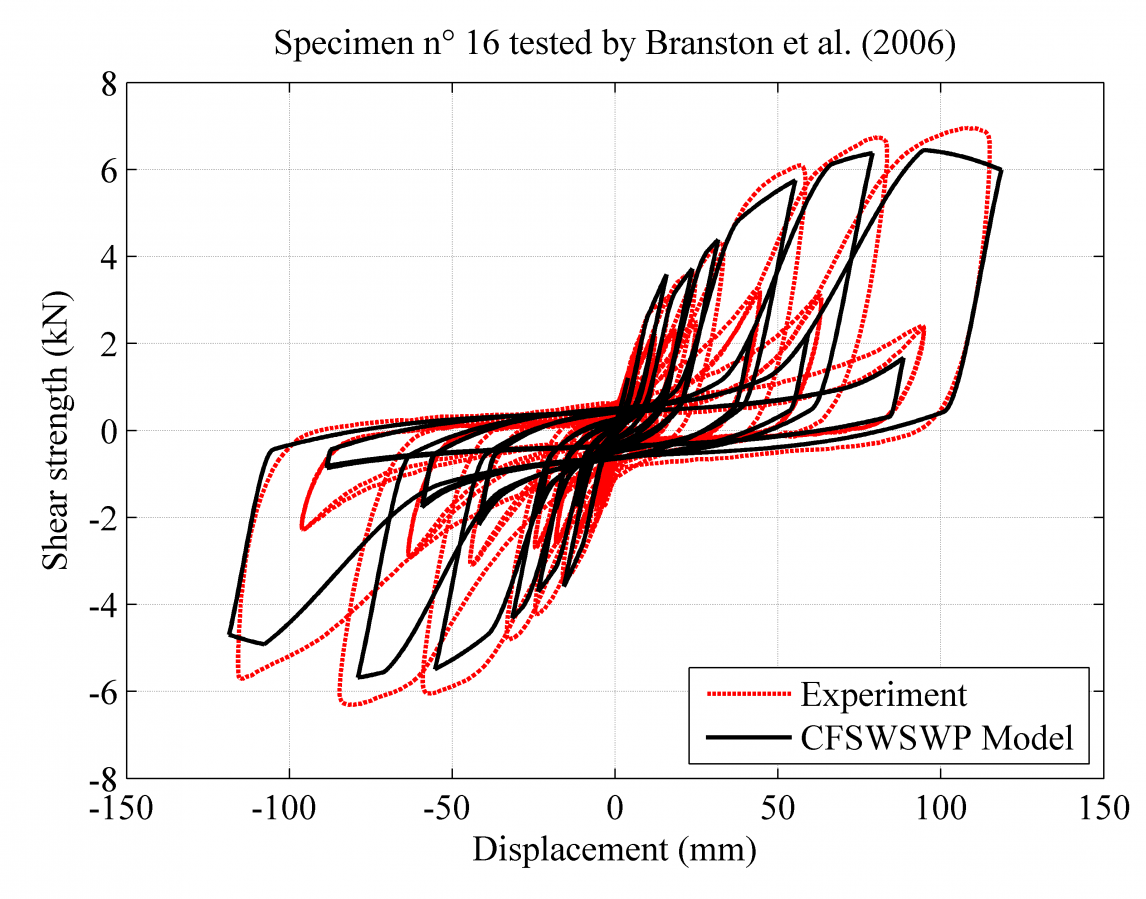 Specimen n° 16 tested by Branston et al. (2006)
8
6
4
2
0
-2
-4
-6
-8
Shear strength (kN)
-150 -100 -50 0 50 100 150
Displacement (mm)
Experiment
CFSWSWP Model